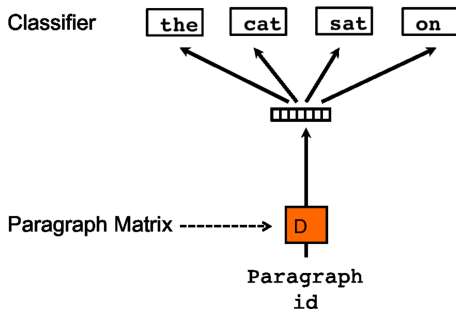 Classifier the cat sat on
Paragraph Matrix D
Paragraph
id